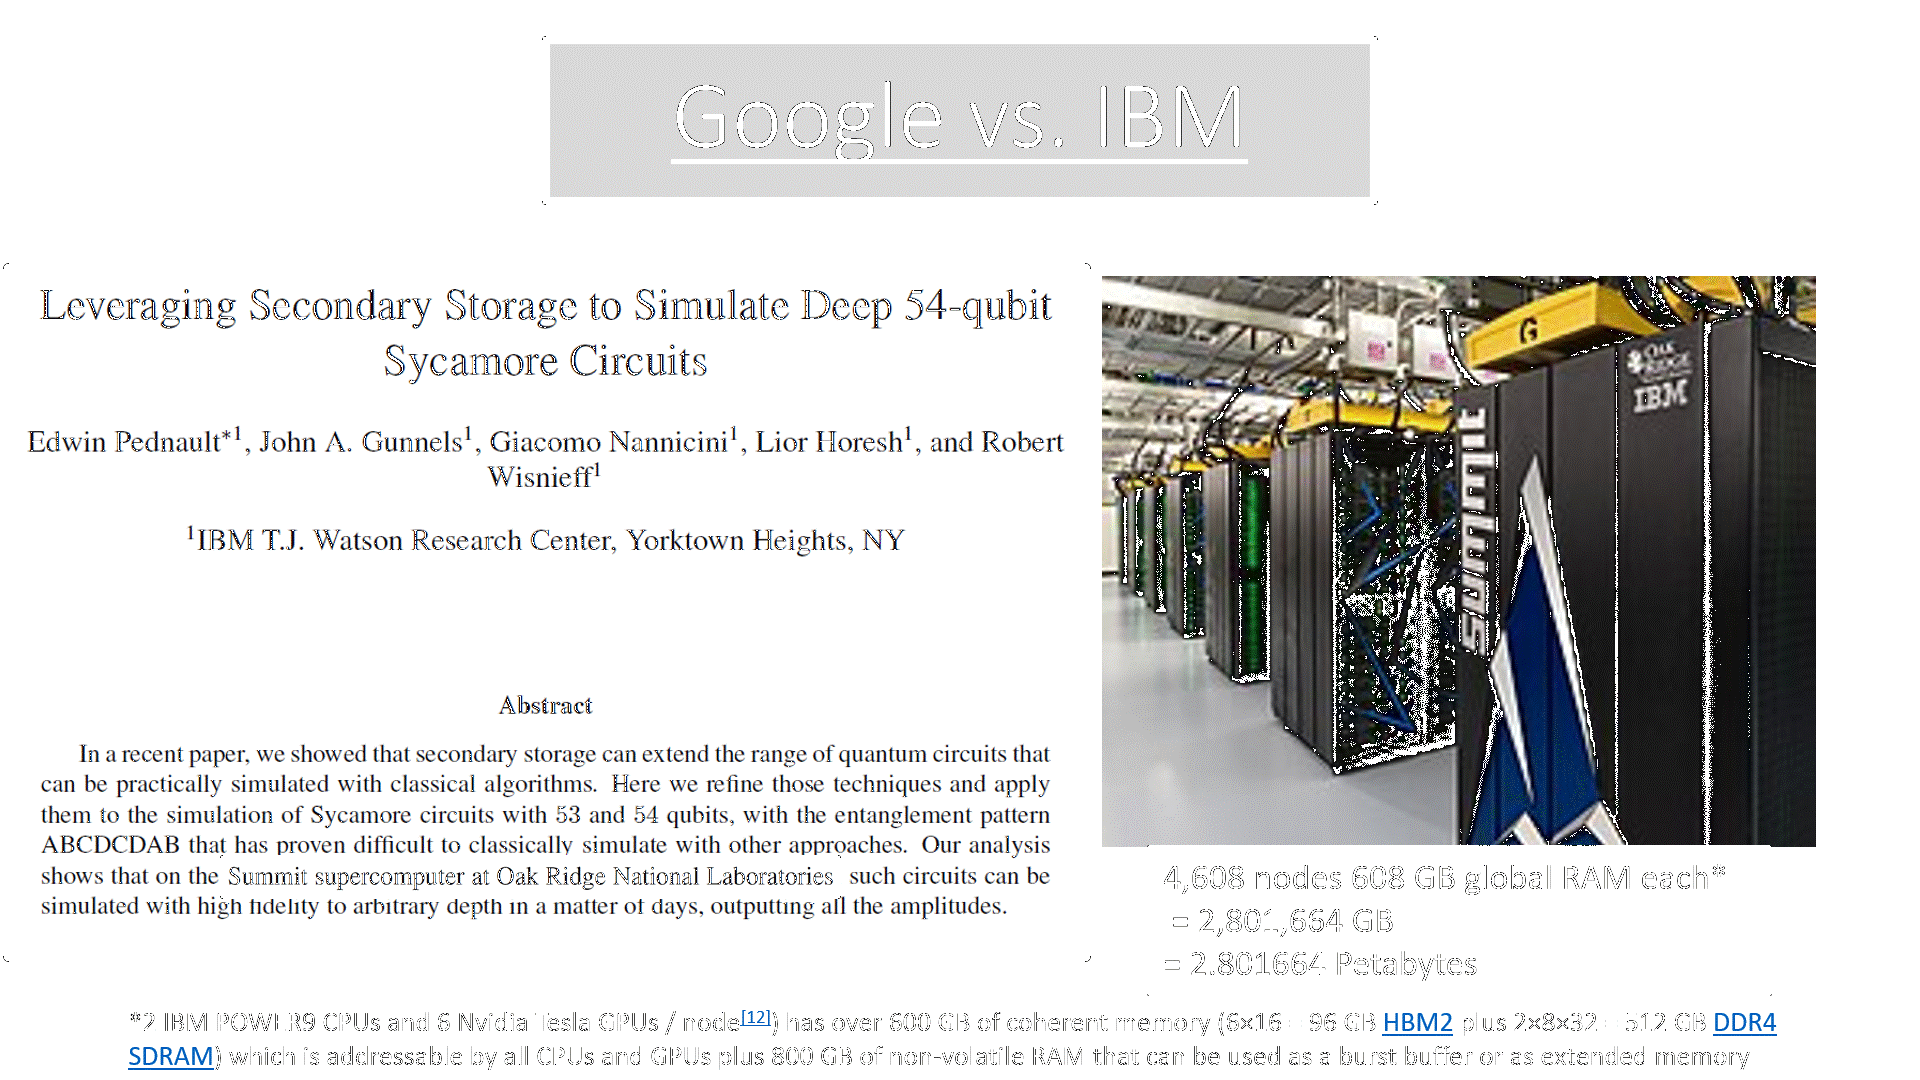 Google vs. IBM
Leveraging Secondary Storage to Simulate Deep 54-qubit
Sycamore Circuits
Edwin Pednault*1, John A. Gunnels1, Giacomo Nannicini1, Lior Horesh1, and Robert
Wisnieff1
1IBM T.J. Watson Research Center, Yorktown Heights, NY
Abstract
In a recent paper, we showed that secondary storage can extend the range of quantum circuits that
can be practically simulated with classical algorithms. Here we refine those techniques and apply
them to the simulation of Sycamore circuits with 53 and 54 qubits, with the entanglement pattern
ABCDCDAB that has proven difficult to classically simulate with other approaches. Our analysis
shows that on the Summit supercomputer at Oak Ridge National Laboratories such circuits can be
simulated with high fidelity to arbitrary depth in a matter of days, outputting all the amplitudes.
G
OAK
RIDGE
IBM
SUMMIT
4,608 nodes 608 GB global RAM each*
= 2,801,664 GB
= 2.801664 Petabytes
*2 IBM POWER9 CPUs and 6 Nvidia Tesla GPUs / node[12]) has over 600 GB of coherent memory (6×16 = 96 GB HBM2 plus 2×8×32 = 512 GB DDR4
SDRAM) which is addressable by all CPUs and GPUs plus 800 GB of non-volatile RAM that can be used as a burst buffer or as extended memory